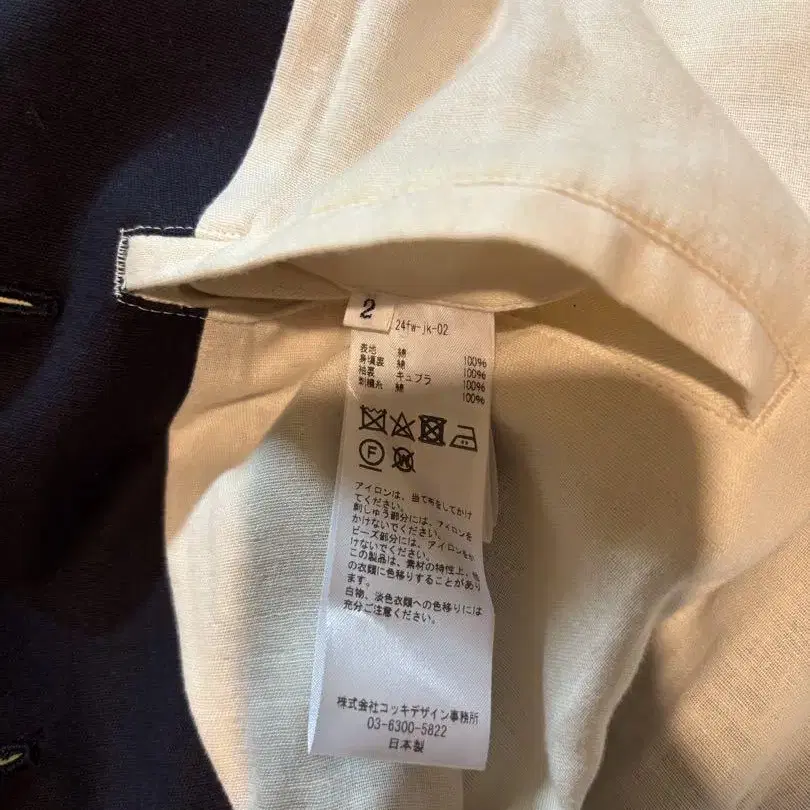 2
24fw-jk-02
表地 綿 100%
身頃裏 綿 100%
袖裏 キュプラ 100%
刺繍糸 綿 100%
F
W
アイロンは、当て布をしてかけ
てください。
刺しゅう部分には、アイロンを
かけないでください。
ビーズ部分には、アイロンをか
けないでください。
この製品は、素材の特性上、他
の衣類に色移りすることがあり
ます。
白物、淡色衣類への色移りには
充分ご注意ください。
株式会社コッキデザイン事務所
03-6300-5822
日本製